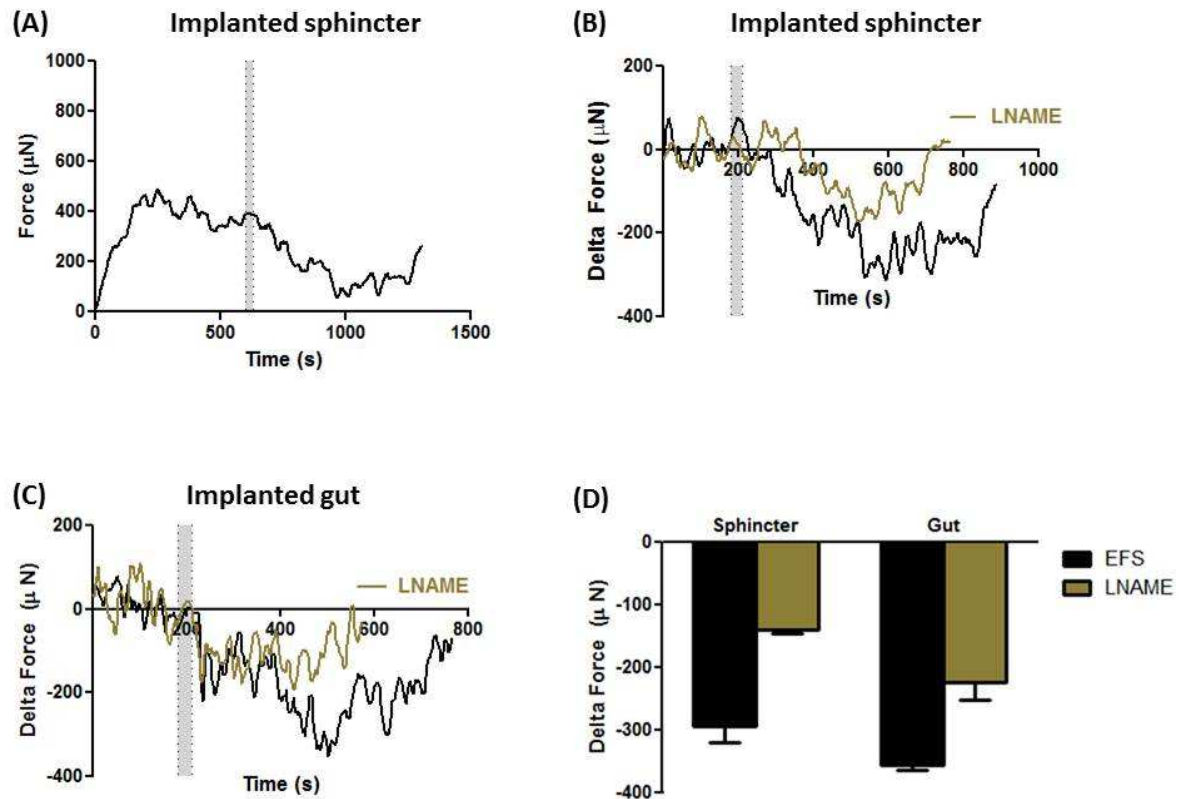 (A) Implanted sphincter
1000
800
600
400
200
0
Force (µN)
0 500 1000 1500
Time (s)
(B) Implanted sphincter
200
0
-200
-400
Delta Force (µN)
LNAME
200 400 600 800 1000
Time (s)
(C) Implanted gut
200
0
-200
-400
Delta Force (µ N)
LNAME
200 400 600 800
Time (s)
(D)
Sphincter Gut
0
-100
-200
-300
-400
Delta Force (µ N)
EFS
LNAME